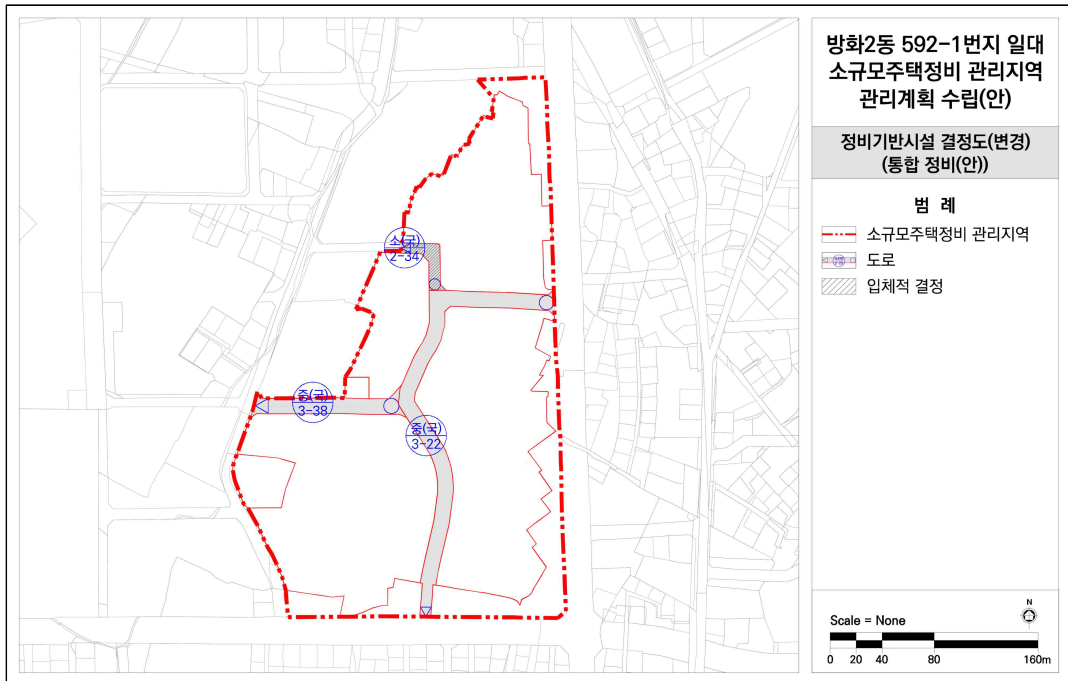 방화2동 592-1번지 일대
소규모주택정비 관리지역
관리계획 수립(안)
정비기반시설 결정도(변경)
(통합 정비(안))
범 례
소규모주택정비 관리지역
도로
입체적 결정
소(국)
2-34
중(국)
3-38
중(국)
3-22
N
Scale = None
0 20 40 80 160m